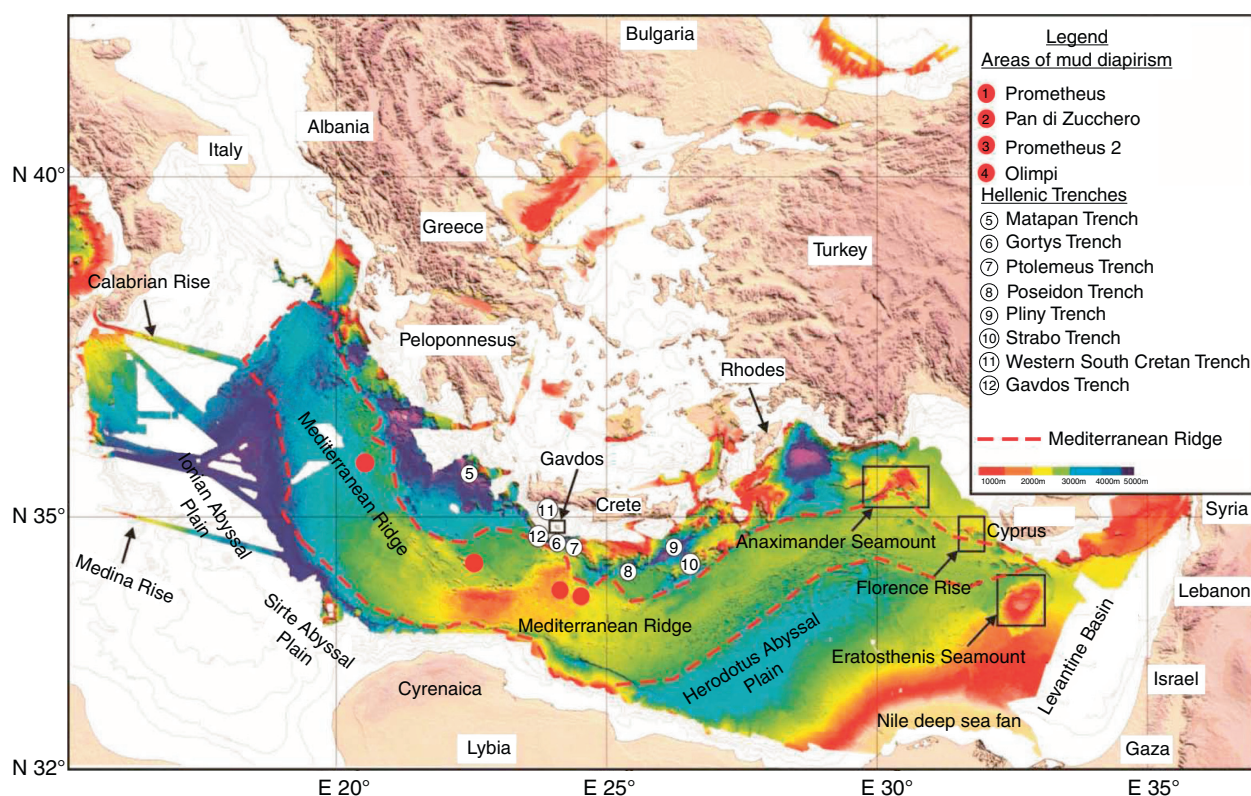 Bulgaria
Albania
Italy
N 40°
Greece
Turkey
Calabrian Rise
Peloponnesus
Rhodes
Mediterranean Ridge
Ionian Abyssal
Plain
Gavdos
5
11
Crete
N 35°
12
6
7
8
9
10
Anaximander Seamount
Cyprus
Syria
Medina Rise
Sirte Abyssal
Plain
Florence Rise
Lebanon
Mediterranean Ridge
Herodotus Abyssal
Plain
Eratosthenis Seamount
Levantine Basin
Israel
Cyrenaica
Nile deep sea fan
Lybia
Gaza
N 32°
E 20°
E 25°
E 30°
E 35°
Legend
Areas of mud diapirism
1 Prometheus
2 Pan di Zucchero
3 Prometheus 2
4 Olimpi
Hellenic Trenches
5 Matapan Trench
6 Gortys Trench
7 Ptolemeus Trench
8 Poseidon Trench
9 Pliny Trench
10 Strabo Trench
11 Western South Cretan Trench
12 Gavdos Trench
Mediterranean Ridge
1000m 2000m 3000m 4000m 5000m